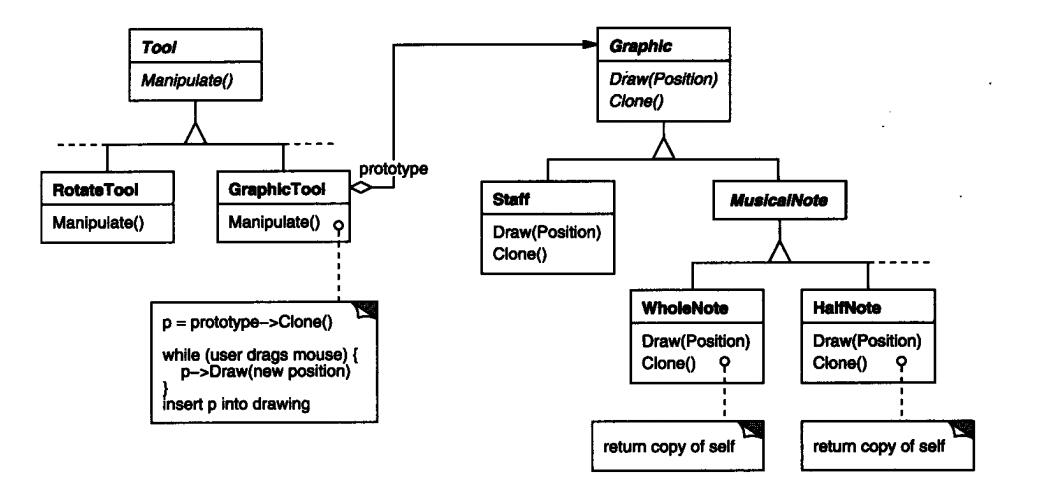 Tool
Manipulate()
RotateTool
Manipulate()
GraphicTool
Manipulate()
prototype
p = prototype–>Clone()
while (user drags mouse) {
p–>Draw(new position)
}
insert p into drawing
Graphic
Draw(Position)
Clone()
Staff
Draw(Position)
Clone()
MusicalNote
WholeNote
Draw(Position)
Clone()
return copy of self
HalfNote
Draw(Position)
Clone()
return copy of self